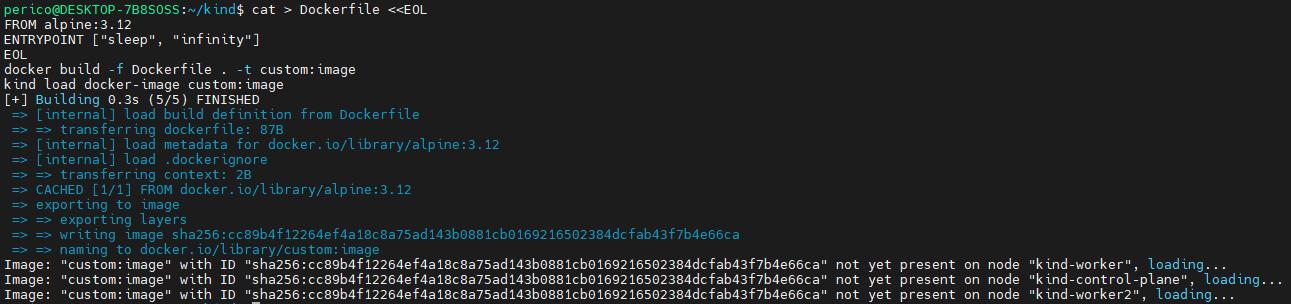 perico@DESKTOP-7B8SOSS:~/kind$ cat > Dockerfile <<EOL
FROM alpine:3.12
ENTRYPOINT ["sleep", "infinity"]
EOL
docker build -f Dockerfile . -t custom:image
kind load docker-image custom:image
[+] Building 0.3s (5/5) FINISHED
=> [internal] load build definition from Dockerfile
=> => transferring dockerfile: 87B
=> [internal] load metadata for docker.io/library/alpine:3.12
=> [internal] load .dockerignore
=> => transferring context: 2B
=> CACHED [1/1] FROM docker.io/library/alpine:3.12
=> exporting to image
=> => exporting layers
=> => writing image sha256:cc89b4f12264ef4a18c8a75ad143b0881cb0169216502384dcfab43f7b4e66ca
=> => naming to docker.io/library/custom:image
Image: "custom:image" with ID "sha256:cc89b4f12264ef4a18c8a75ad143b0881cb0169216502384dcfab43f7b4e66ca" not yet present on node "kind-worker", loading...
Image: "custom:image" with ID "sha256:cc89b4f12264ef4a18c8a75ad143b0881cb0169216502384dcfab43f7b4e66ca" not yet present on node "kind-control-plane", loading...
Image: "custom:image" with ID "sha256:cc89b4f12264ef4a18c8a75ad143b0881cb0169216502384dcfab43f7b4e66ca" not yet present on node "kind-worker2", loading...